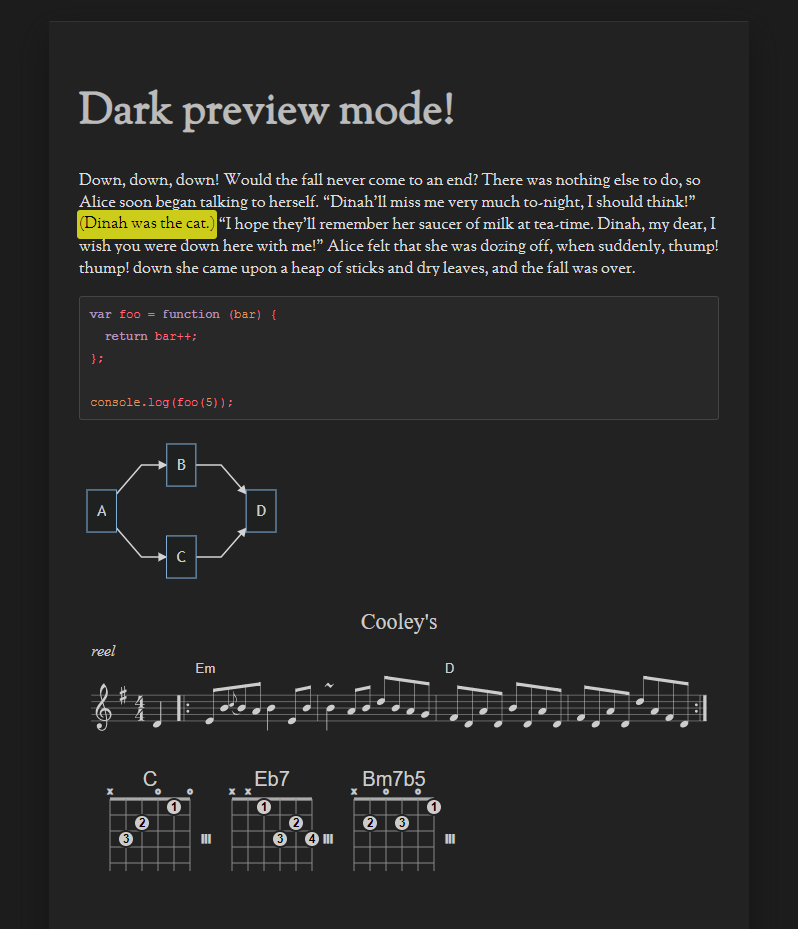 Dark preview mode!
Down, down, down! Would the fall never come to an end? There was nothing else to do, so
Alice soon began talking to herself. “Dinah’ll miss me very much to-night, I should think!”
(Dinah was the cat.) “I hope they’ll remember her saucer of milk at tea-time. Dinah, my dear, I
wish you were down here with me!” Alice felt that she was dozing off, when suddenly, thump!
thump! down she came upon a heap of sticks and dry leaves, and the fall was over.
var foo = function (bar) {
  return bar++;
};
console.log(foo(5));
B
A
D
C
Cooley's
reel
Em D
4
4
C Eb7 Bm7b5
x o o x x x o o
1 1 1
2 2 2 3
3 3 4
III III III